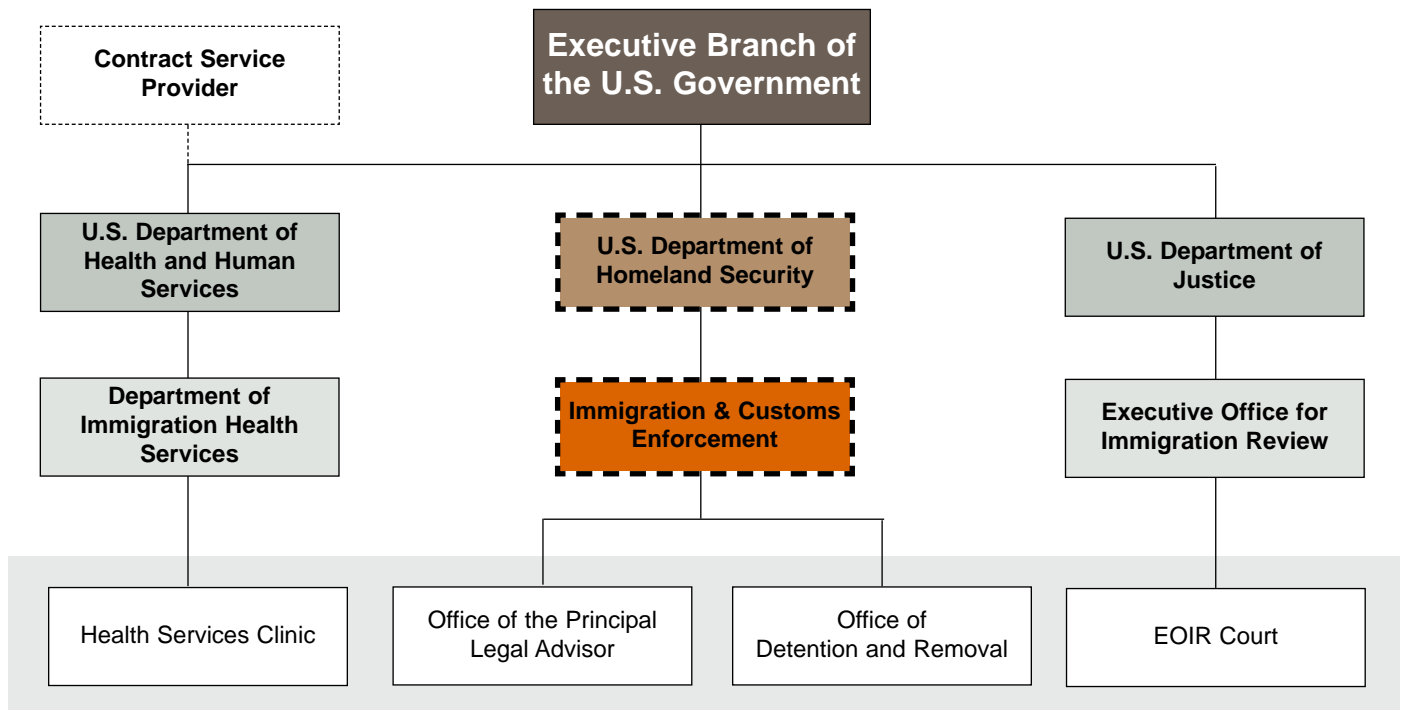 Contract Service
Provider
Executive Branch of
the U.S. Government
U.S. Department of
Health and Human
Services
U.S. Department of
Homeland Security
U.S. Department of
Justice
Department of
Immigration Health
Services
Immigration & Customs
Enforcement
Executive Office for
Immigration Review
Health Services Clinic
Office of the Principal
Legal Advisor
Office of
Detention and Removal
EOIR Court